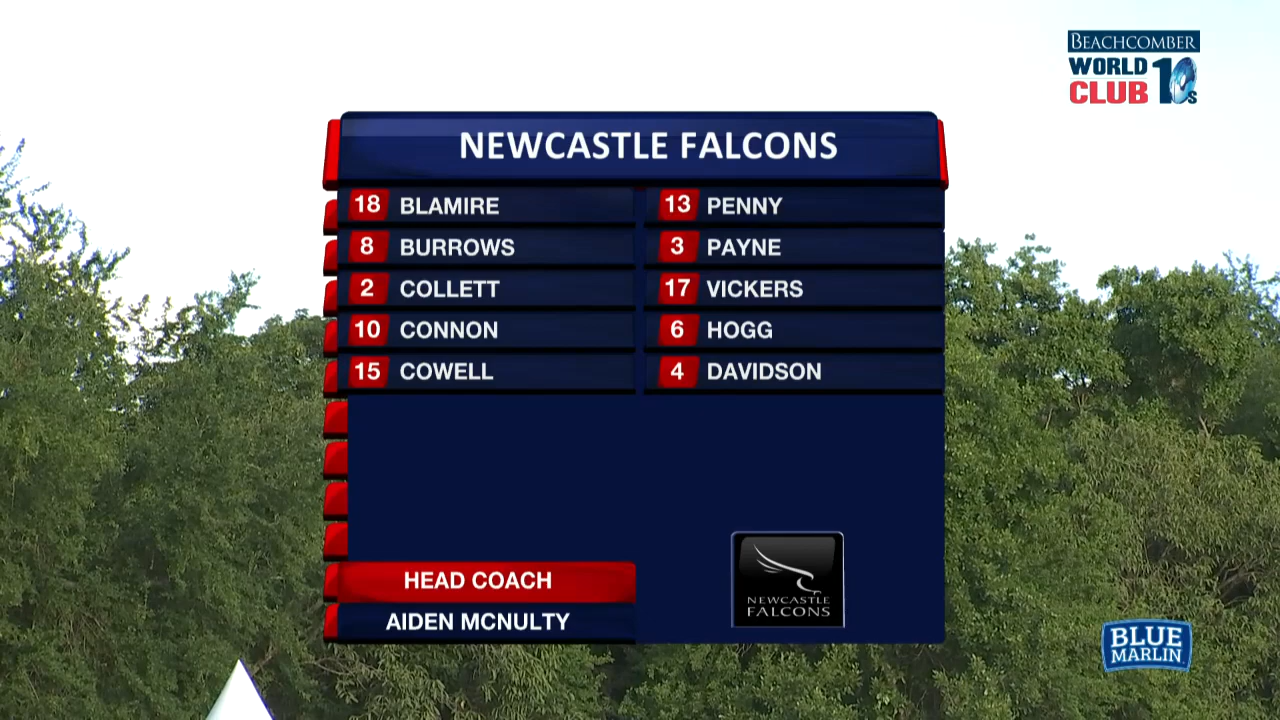 BEACHCOMBER
WORLD
CLUB 10s
NEWCASTLE FALCONS
18 BLAMIRE
8 BURROWS
2 COLLETT
10 CONNON
15 COWELL
13 PENNY
3 PAYNE
17 VICKERS
6 HOGG
4 DAVIDSON
HEAD COACH
AIDEN MCNULTY
NEWCASTLE
FALCONS
BLUE
MARLIN